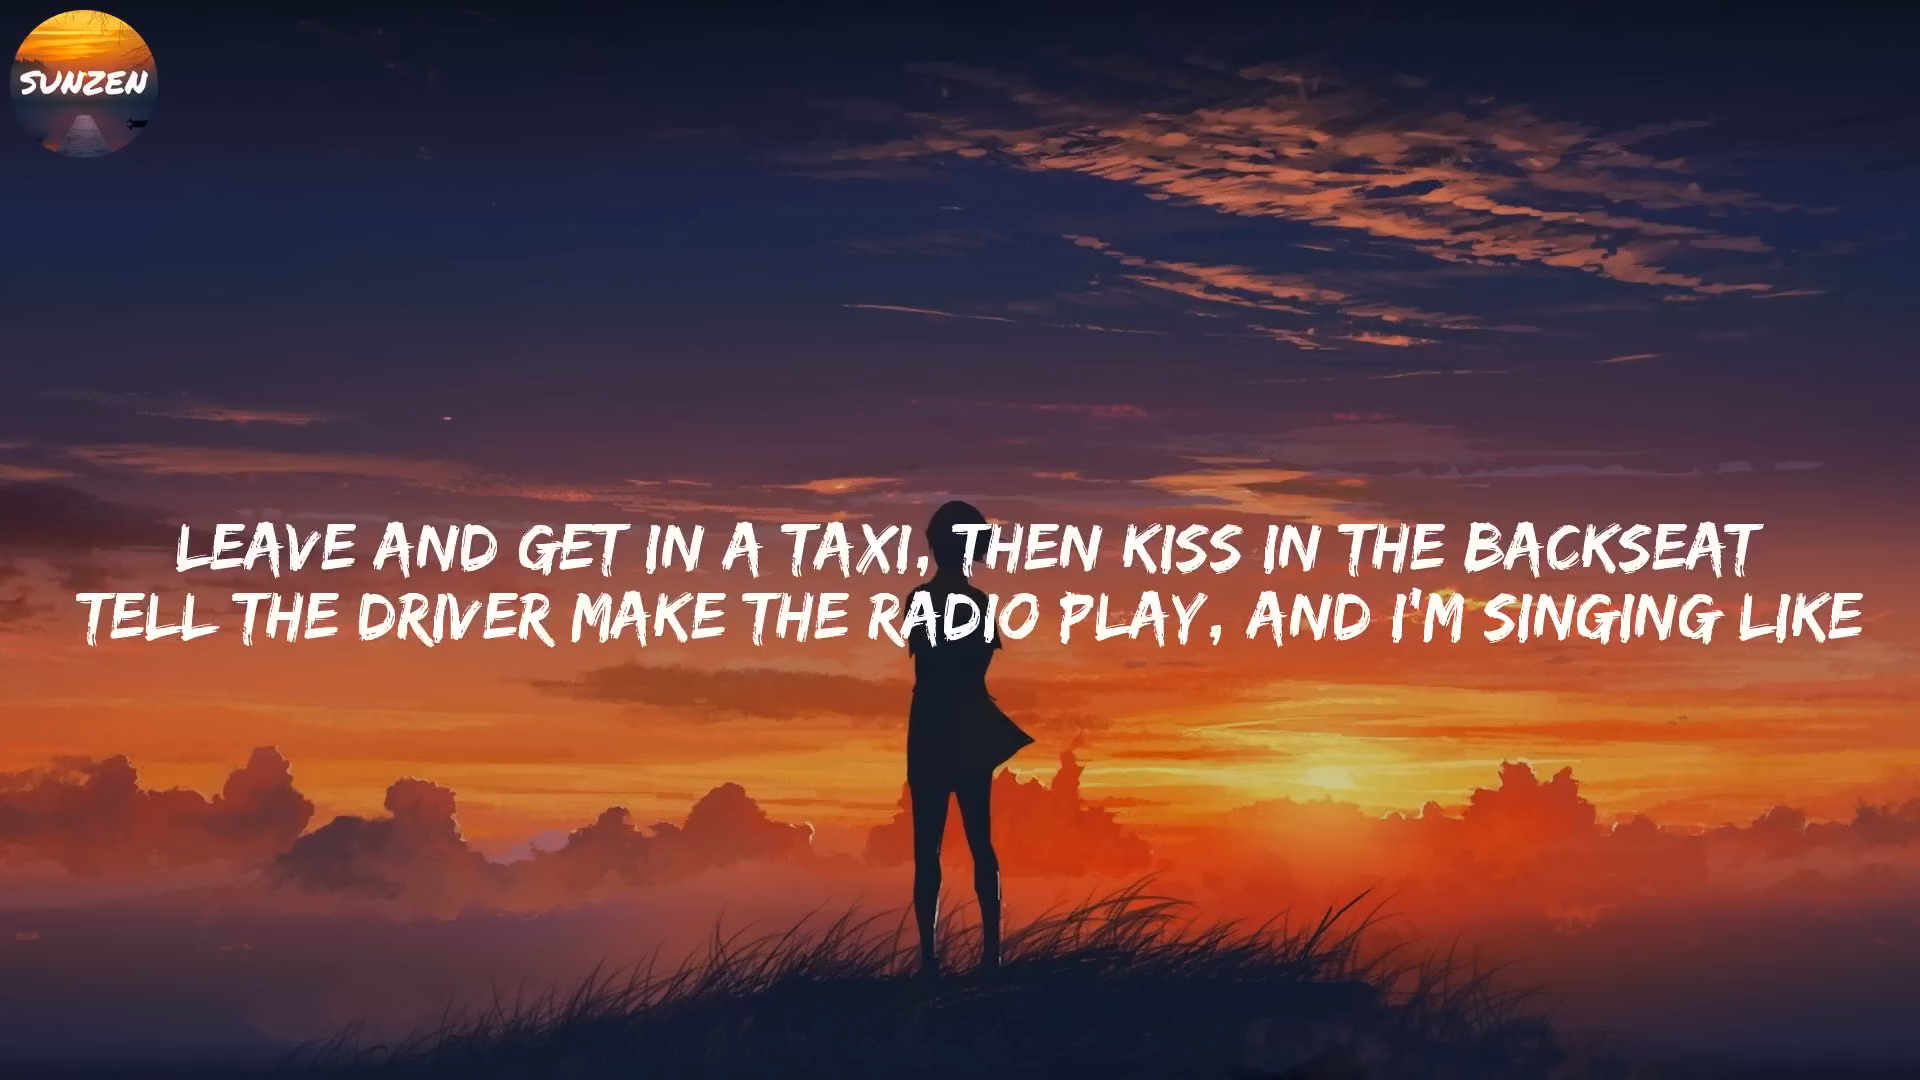 SUNZEN
LEAVE AND GET IN A TAXI, THEN KISS IN THE BACKSEAT
TELL THE DRIVER MAKE THE RADIO PLAY, AND I'M SINGING LIKE